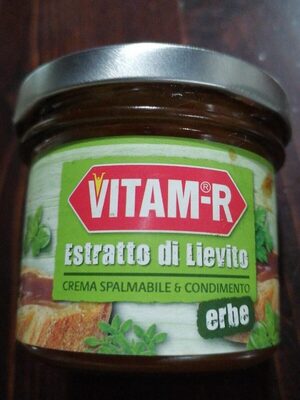 VITAM-R®
Estratto di Lievito
CREMA SPALMABILE & CONDIMENTO
erbe